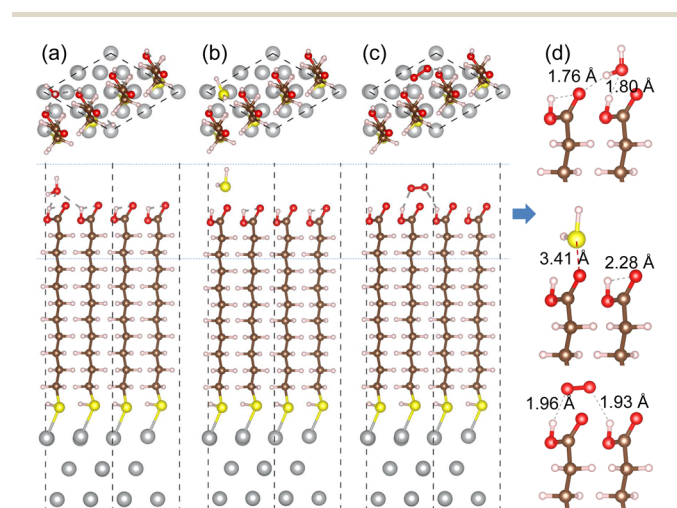 (a) (b) (c) (d)
1.76 Å
1.80 Å
3.41 Å
2.28 Å
1.96 Å 1.93 Å